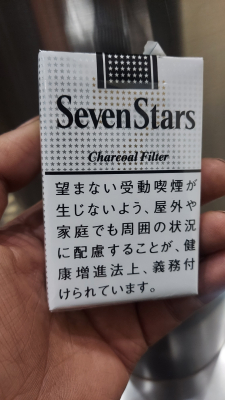 SevenStars
Charcoal Filter
望まない受動喫煙が
生じないよう、屋外や
家庭でも周囲の状況
に配慮することが、健
康増進法上、義務付
けられています。